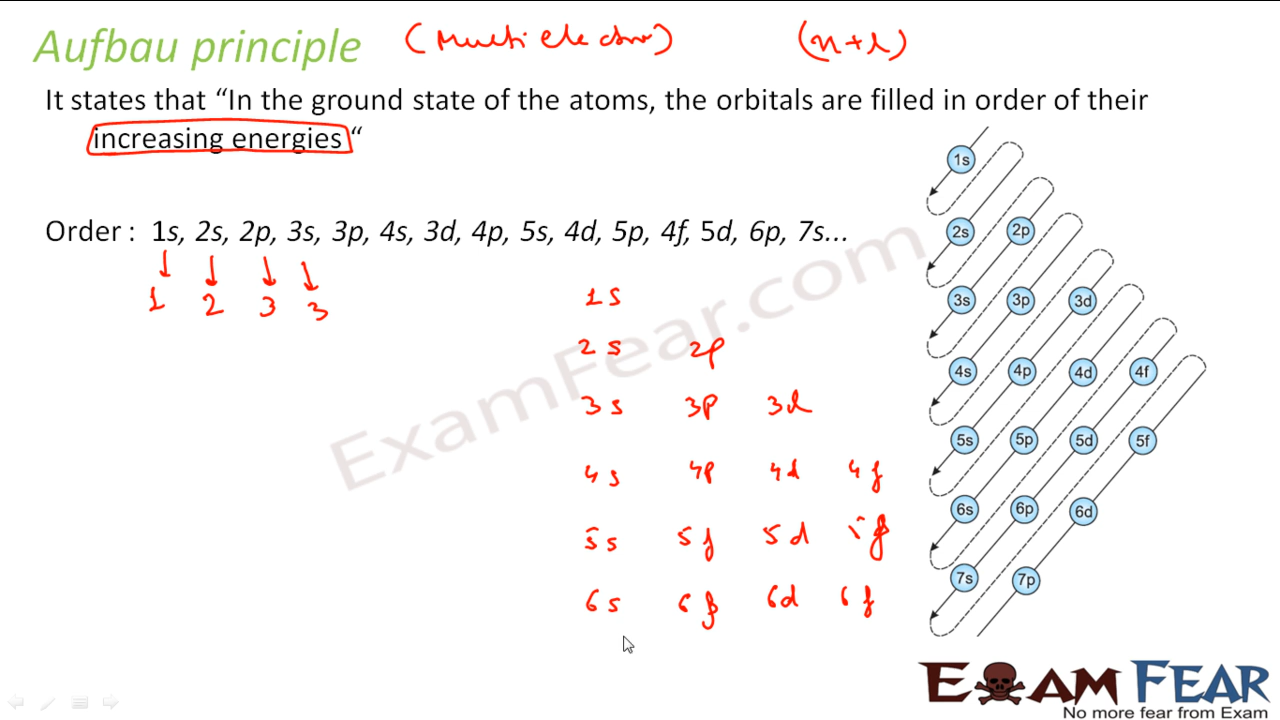 Aufbau principle (Multi electron) (n+l)
It states that “In the ground state of the atoms, the orbitals are filled in order of their
increasing energies“
Order : 1s, 2s, 2p, 3s, 3p, 4s, 3d, 4p, 5s, 4d, 5p, 4f, 5d, 6p, 7s...
1 2 3 3
1s
2s 2p
3s 3p 3d
4s 4p 4d 4f
5s 5f 5d 5f
6s 6p 6d 6f
1s
2s 2p
3s 3p 3d
4s 4p 4d 4f
5s 5p 5d 5f
6s 6p 6d
7s 7p
ExamFear.com
EXAM FEAR
No more fear from Exam